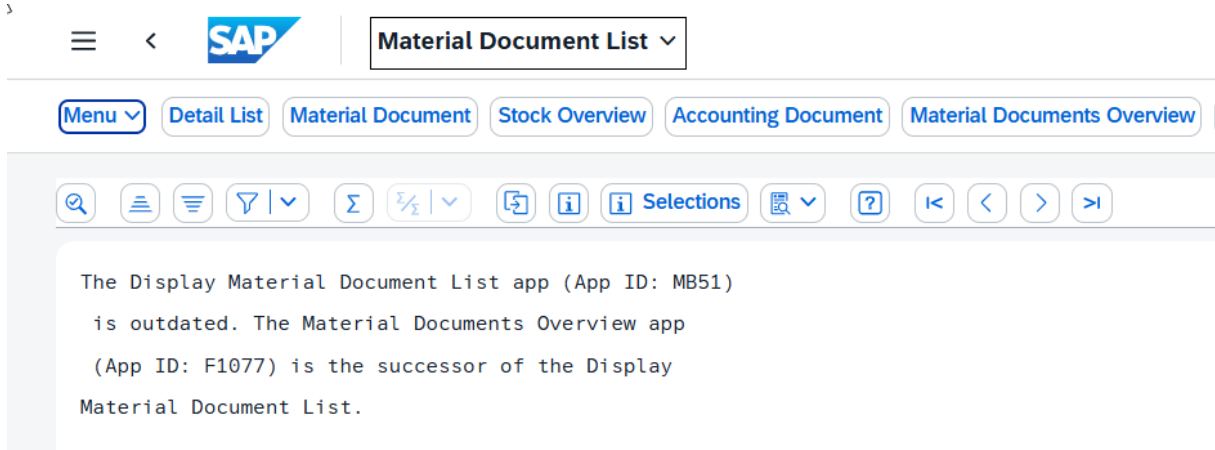 SAP
Material Document List
Menu
Detail List
Material Document
Stock Overview
Accounting Document
Material Documents Overview
Selections
The Display Material Document List app (App ID: MB51)
is outdated. The Material Documents Overview app
(App ID: F1077) is the successor of the Display
Material Document List.